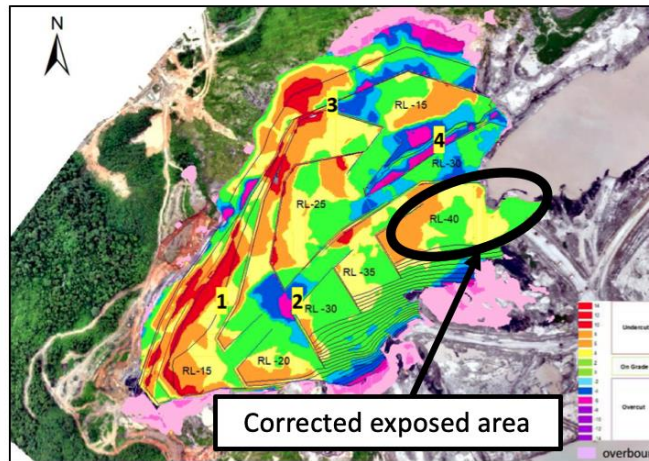 N
3
RL -15
4
RL -30
RL-40
RL-25
RL -35
1
2
RL -30
RL -15
RL -20
Undercut
On Grade
Overcut
overboun
Corrected exposed area